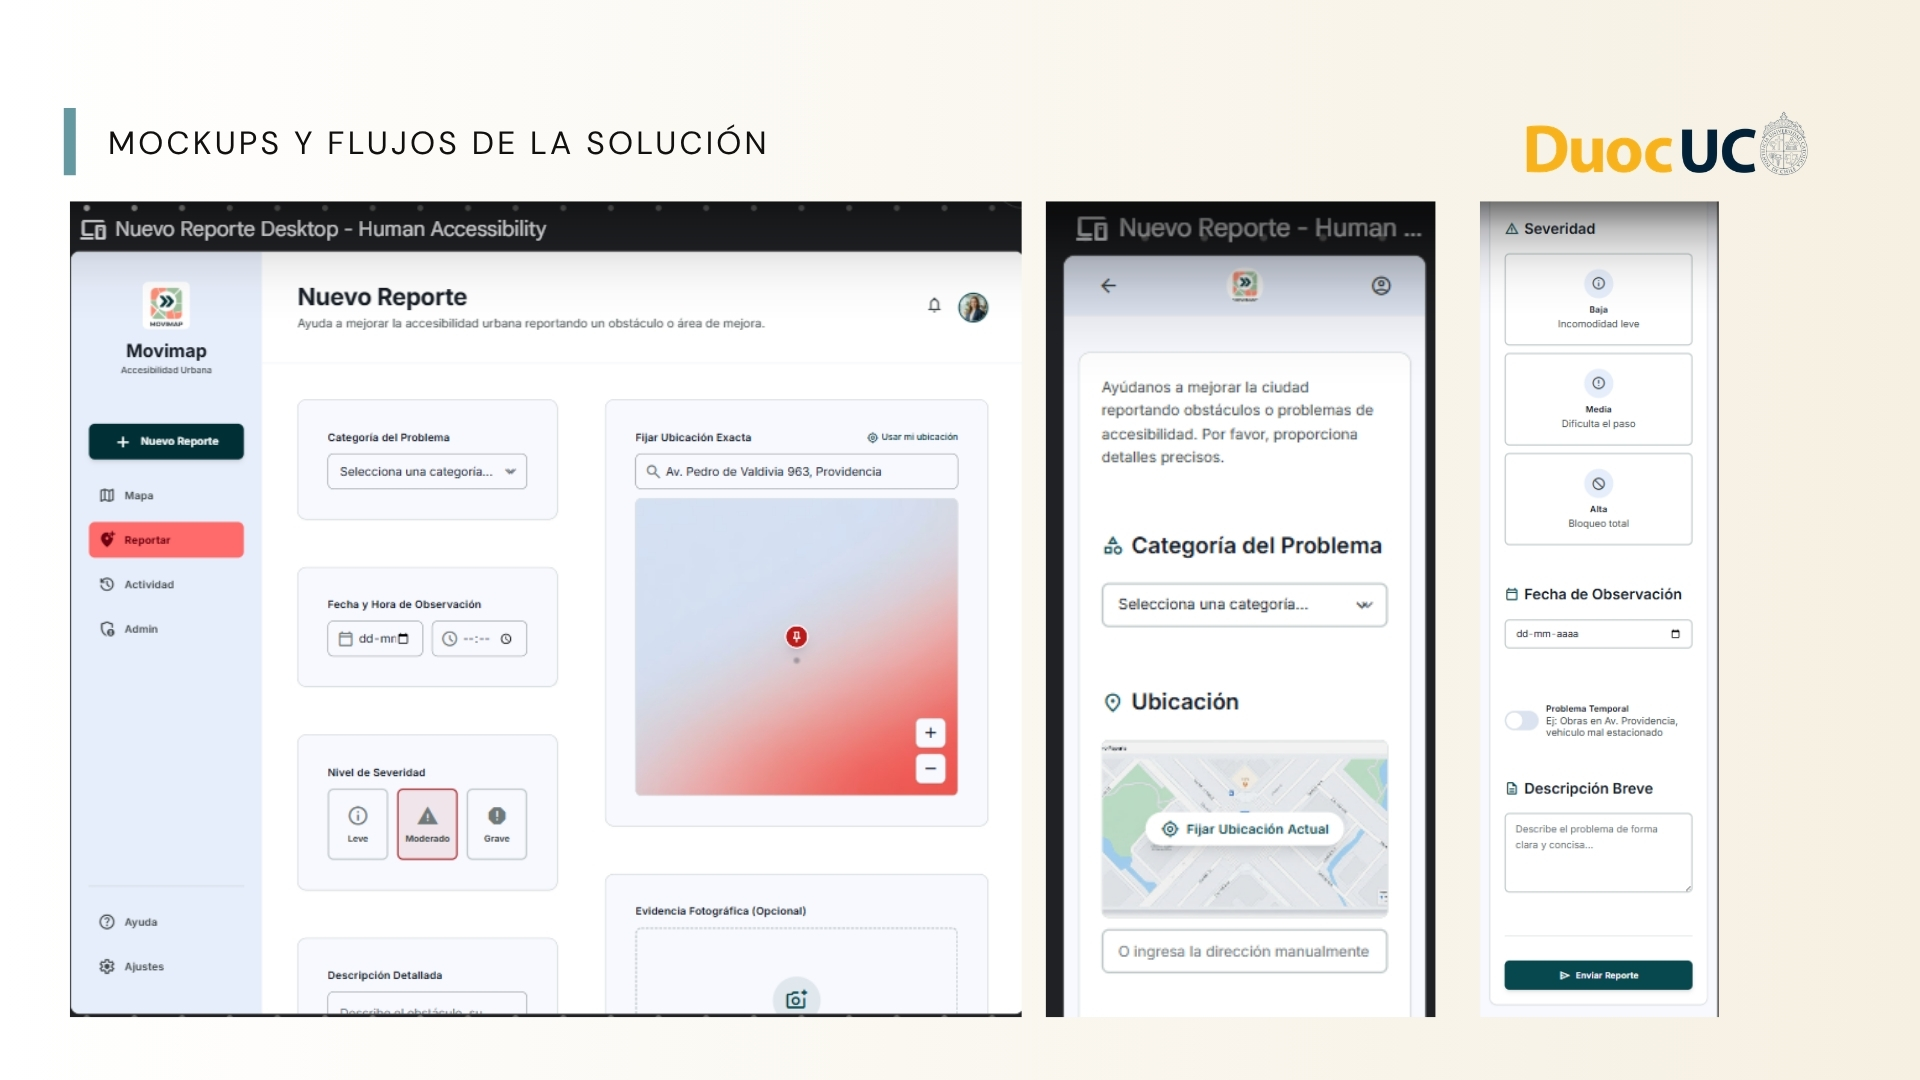 MOCKUPS Y FLUJOS DE LA SOLUCIÓN
Duoc UC
Nuevo Reporte Desktop - Human Accessibility
MOVIMAP
Movimap
Accesibilidad Urbana
Nuevo Reporte
Mapa
Reportar
Actividad
Admin
Ayuda
Ajustes
Nuevo Reporte
Ayuda a mejorar la accesibilidad urbana reportando un obstáculo o área de mejora.
Categoría del Problema
Selecciona una categoría...
Fecha y Hora de Observación
dd-mm
--:--
Nivel de Severidad
Leve
Moderado
Grave
Descripción Detallada
Describe el obstáculo, su
Fijar Ubicación Exacta
Usar mi ubicación
Av. Pedro de Valdivia 963, Providencia
+
−
Evidencia Fotográfica (Opcional)
Nuevo Reporte - Human ...
Ayúdanos a mejorar la ciudad
reportando obstáculos o problemas de
accesibilidad. Por favor, proporciona
detalles precisos.
Categoría del Problema
Selecciona una categoría...
Ubicación
Fijar Ubicación Actual
O ingresa la dirección manualmente
Severidad
Baja
Incomodidad leve
Media
Dificulta el paso
Alta
Bloqueo total
Fecha de Observación
dd-mm-aaaa
Problema Temporal
Ej: Obras en Av. Providencia,
vehículo mal estacionado
Descripción Breve
Describe el problema de forma
clara y concisa...
Enviar Reporte